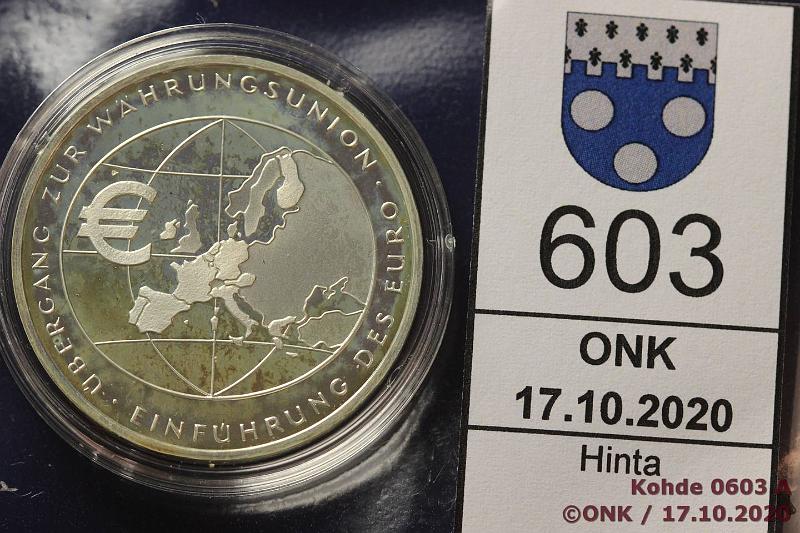 ÜBERGANG ZUR WÄHRUNGSUNION · EINFÜHRUNG DES EURO ·
€
603
ONK
17.10.2020
Hinta
Kohde 0603 A
©ONK / 17.10.2020